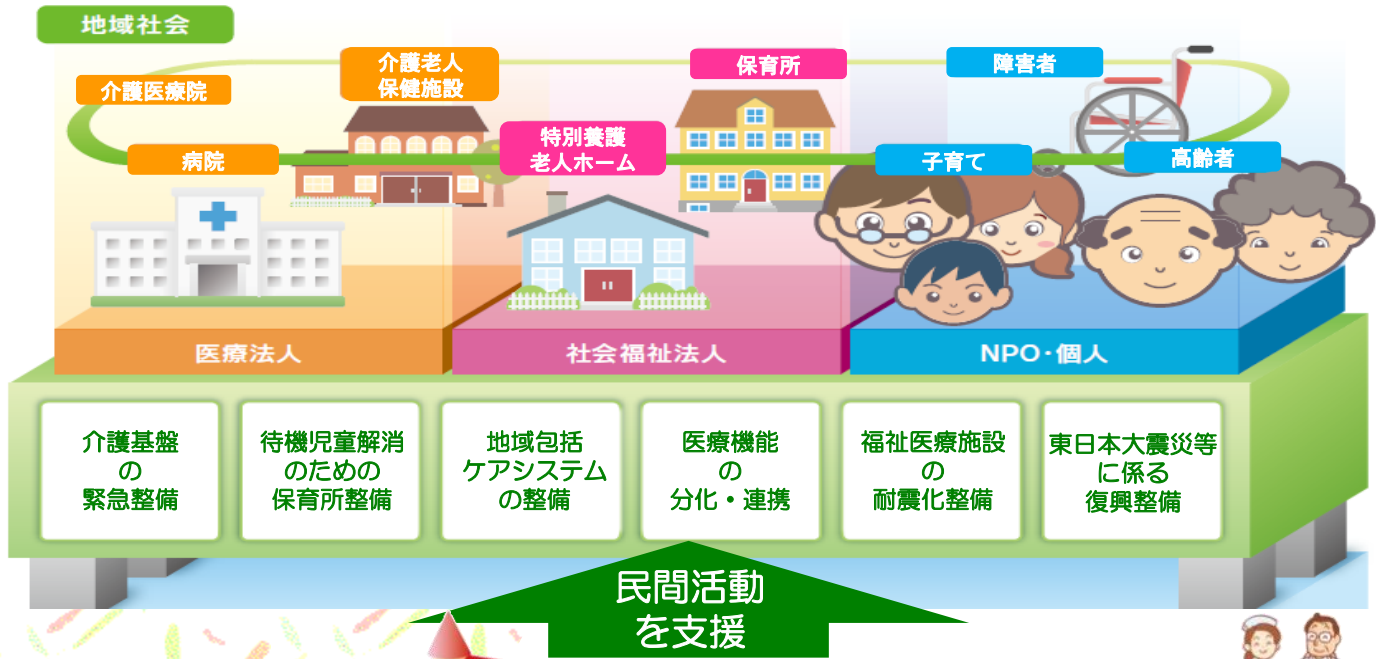 地域社会
介護医療院
介護老人
保健施設
保育所
障害者
病院
特別養護
老人ホーム
子育て
高齢者
医療法人
社会福祉法人
NPO・個人
介護基盤
の
緊急整備
待機児童解消
のための
保育所整備
地域包括
ケアシステム
の整備
医療機能
の
分化・連携
福祉医療施設
の
耐震化整備
東日本大震災等
に係る
復興整備
民間活動
を支援